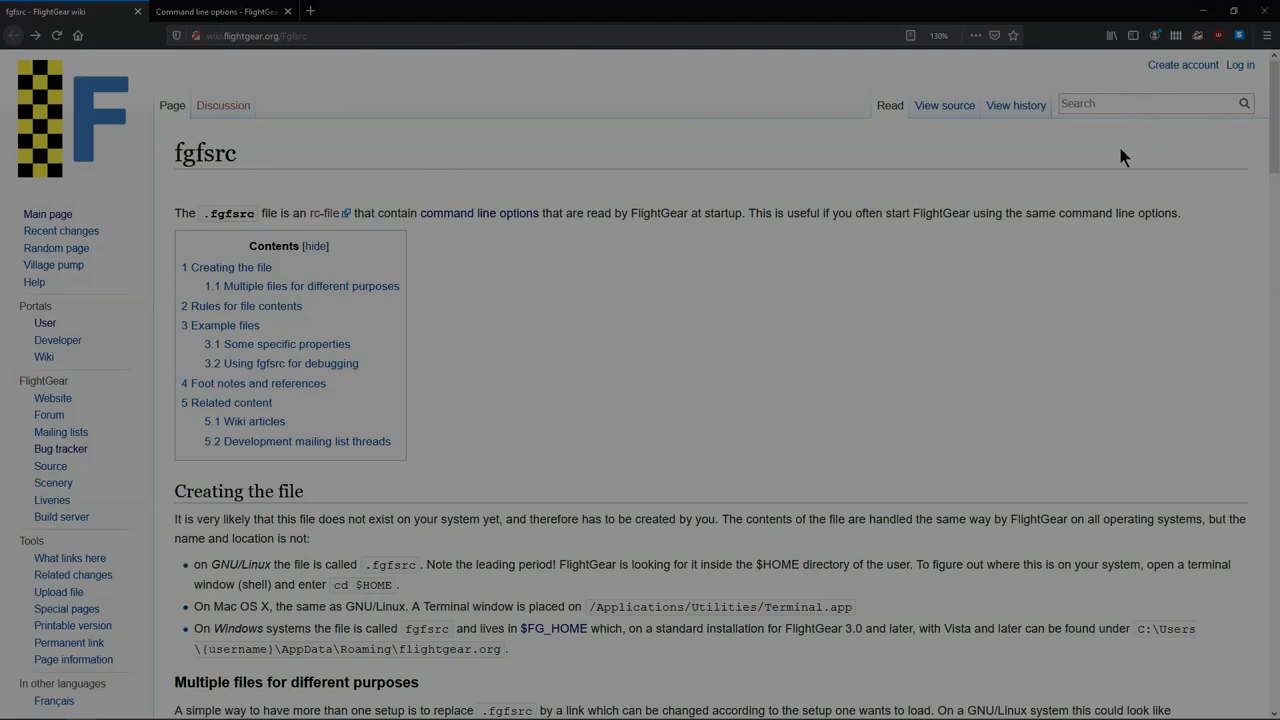 fgfsrc - FlightGear wiki
Command line options - FlightGe
wiki.flightgear.org/Fgfsrc
130%
Create account Log in
Page Discussion Read View source View history Search
F
fgfsrc
Main page
Recent changes
Random page
Village pump
Help
Portals
User
Developer
Wiki
FlightGear
Website
Forum
Mailing lists
Bug tracker
Source
Scenery
Liveries
Build server
Tools
What links here
Related changes
Upload file
Special pages
Printable version
Permanent link
Page information
In other languages
Français
The .fgfsrc file is an rc-file that contain command line options that are read by FlightGear at startup. This is useful if you often start FlightGear using the same command line options.
Contents [hide]
1 Creating the file
1.1 Multiple files for different purposes
2 Rules for file contents
3 Example files
3.1 Some specific properties
3.2 Using fgfsrc for debugging
4 Foot notes and references
5 Related content
5.1 Wiki articles
5.2 Development mailing list threads
Creating the file
It is very likely that this file does not exist on your system yet, and therefore has to be created by you. The contents of the file are handled the same way by FlightGear on all operating systems, but the
name and location is not:
on GNU/Linux the file is called .fgfsrc. Note the leading period! FlightGear is looking for it inside the $HOME directory of the user. To figure out where this is on your system, open a terminal
window (shell) and enter cd $HOME.
On Mac OS X, the same as GNU/Linux. A Terminal window is placed on /Applications/Utilities/Terminal.app
On Windows systems the file is called fgfsrc and lives in $FG_HOME which, on a standard installation for FlightGear 3.0 and later, with Vista and later can be found under C:\Users
\{username}\AppData\Roaming\flightgear.org.
Multiple files for different purposes
A simple way to have more than one setup is to replace .fgfsrc by a link which can be changed according to the setup one wants to load. On a GNU/Linux system this could look like